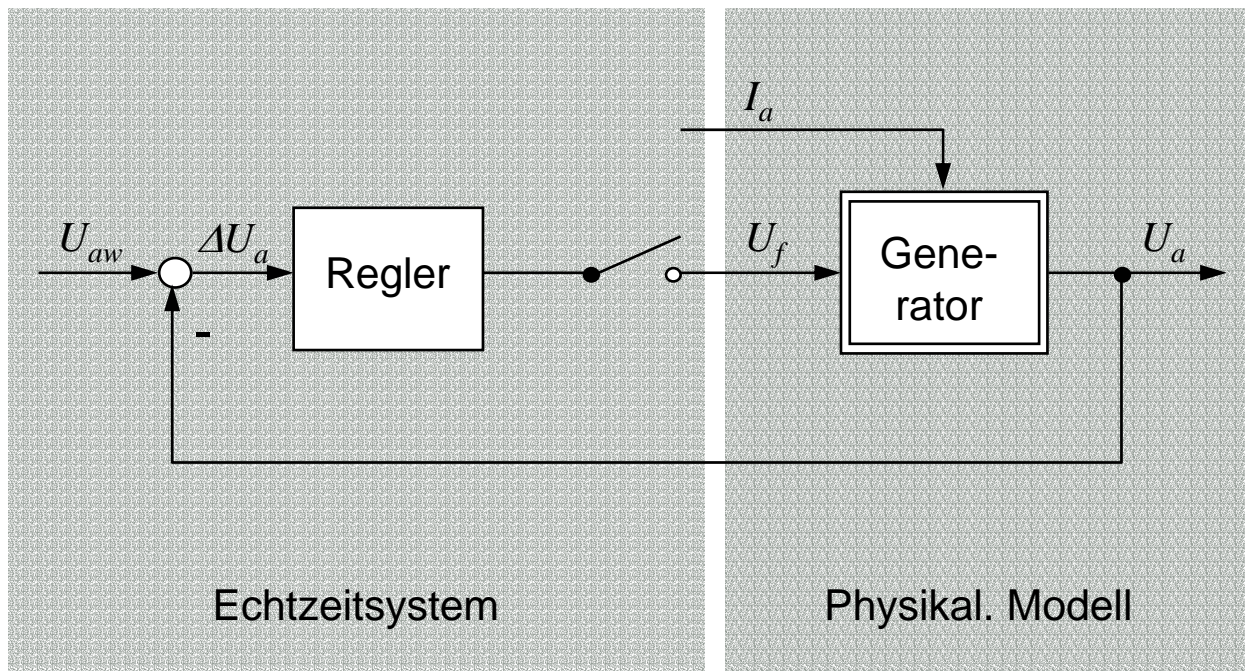 I_a
U_aw
ΔU_a
Regler
U_f
Gene-
rator
U_a
-
Echtzeitsystem
Physikal. Modell